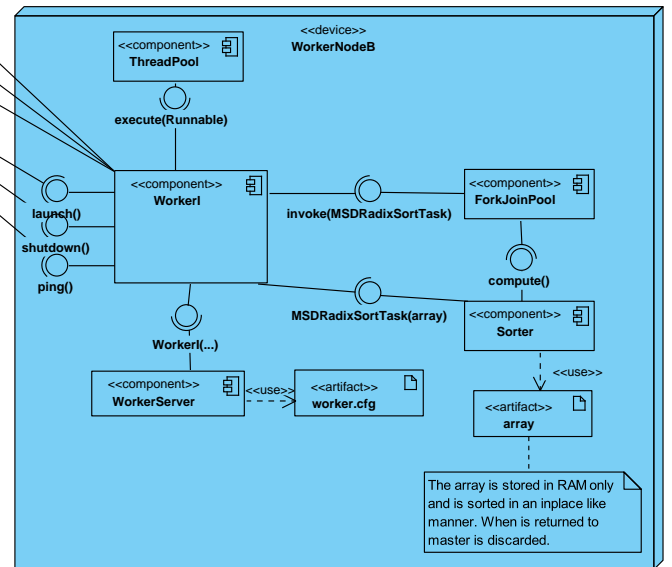 <<device>>
WorkerNodeB
<<component>>
ThreadPool
execute(Runnable)
<<component>>
WorkerI
<<component>>
ForkJoinPool
launch()
invoke(MSDRadixSortTask)
shutdown()
ping()
compute()
MSDRadixSortTask(array)
<<component>>
Sorter
WorkerI(...)
<<component>>
WorkerServer
<<use>>
<<artifact>>
worker.cfg
<<use>>
<<artifact>>
array
The array is stored in RAM only
and is sorted in an inplace like
manner. When is returned to
master is discarded.